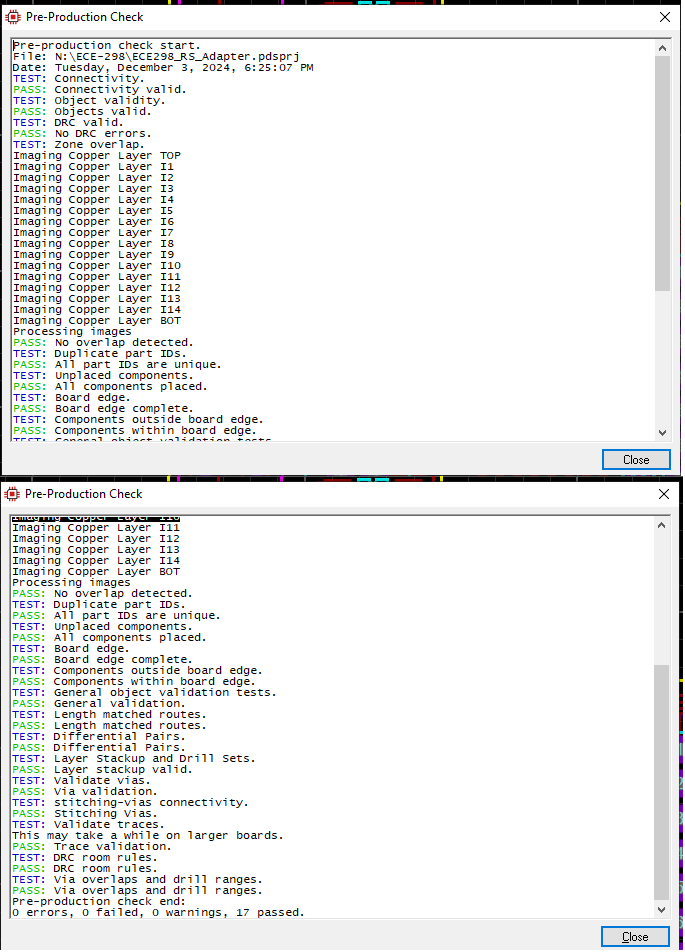 Pre-Production Check
Pre-production check start.
File: N:\ECE-298\ECE298_RS_Adapter.pdsprj
Date: Tuesday, December 3, 2024, 6:25:07 PM
TEST: Connectivity.
PASS: Connectivity valid.
TEST: Object validity.
PASS: Objects valid.
TEST: DRC valid.
PASS: No DRC errors.
TEST: Zone overlap.
Imaging Copper Layer TOP
Imaging Copper Layer I1
Imaging Copper Layer I2
Imaging Copper Layer I3
Imaging Copper Layer I4
Imaging Copper Layer I5
Imaging Copper Layer I6
Imaging Copper Layer I7
Imaging Copper Layer I8
Imaging Copper Layer I9
Imaging Copper Layer I10
Imaging Copper Layer I11
Imaging Copper Layer I12
Imaging Copper Layer I13
Imaging Copper Layer I14
Imaging Copper Layer BOT
Processing images
PASS: No overlap detected.
TEST: Duplicate part IDs.
PASS: All part IDs are unique.
TEST: Unplaced components.
PASS: All components placed.
TEST: Board edge.
PASS: Board edge complete.
TEST: Components outside board edge.
PASS: Components within board edge.
TEST: General object validation tests.
Close
Pre-Production Check
Imaging Copper Layer I10
Imaging Copper Layer I11
Imaging Copper Layer I12
Imaging Copper Layer I13
Imaging Copper Layer I14
Imaging Copper Layer BOT
Processing images
PASS: No overlap detected.
TEST: Duplicate part IDs.
PASS: All part IDs are unique.
TEST: Unplaced components.
PASS: All components placed.
TEST: Board edge.
PASS: Board edge complete.
TEST: Components outside board edge.
PASS: Components within board edge.
TEST: General object validation tests.
PASS: General validation.
TEST: Length matched routes.
PASS: Length matched routes.
TEST: Differential Pairs.
PASS: Differential Pairs.
TEST: Layer Stackup and Drill Sets.
PASS: Layer stackup valid.
TEST: Validate vias.
PASS: Via validation.
TEST: stitching-vias connectivity.
PASS: Stitching Vias.
TEST: Validate traces.
This may take a while on larger boards.
PASS: Trace validation.
TEST: DRC room rules.
PASS: DRC room rules.
TEST: Via overlaps and drill ranges.
PASS: Via overlaps and drill ranges.
Pre-production check end:
0 errors, 0 failed, 0 warnings, 17 passed.
Close